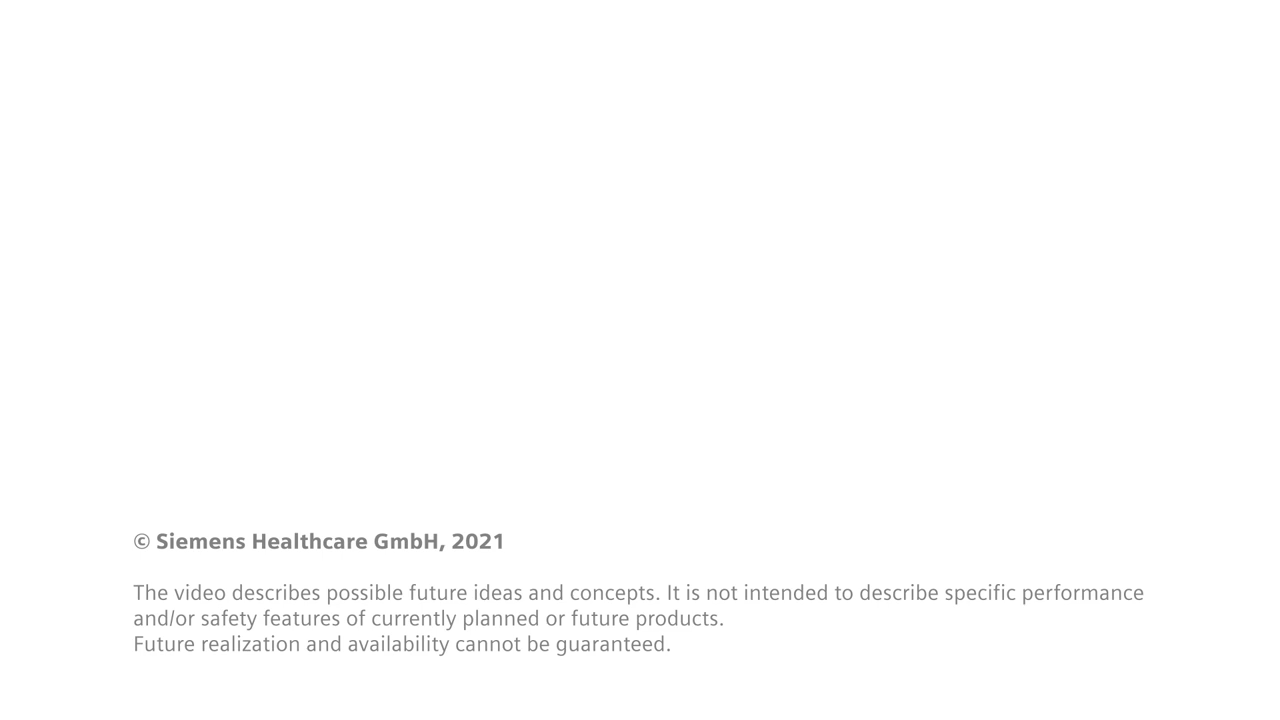 © Siemens Healthcare GmbH, 2021
The video describes possible future ideas and concepts. It is not intended to describe specific performance
and/or safety features of currently planned or future products.
Future realization and availability cannot be guaranteed.